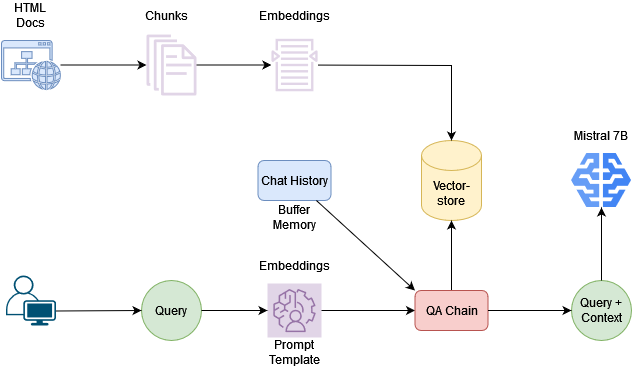 HTML
Docs
Chunks
Embeddings
Mistral 7B
Chat History
Buffer
Memory
Vector-
store
Embeddings
Query
Prompt
Template
QA Chain
Query +
Context